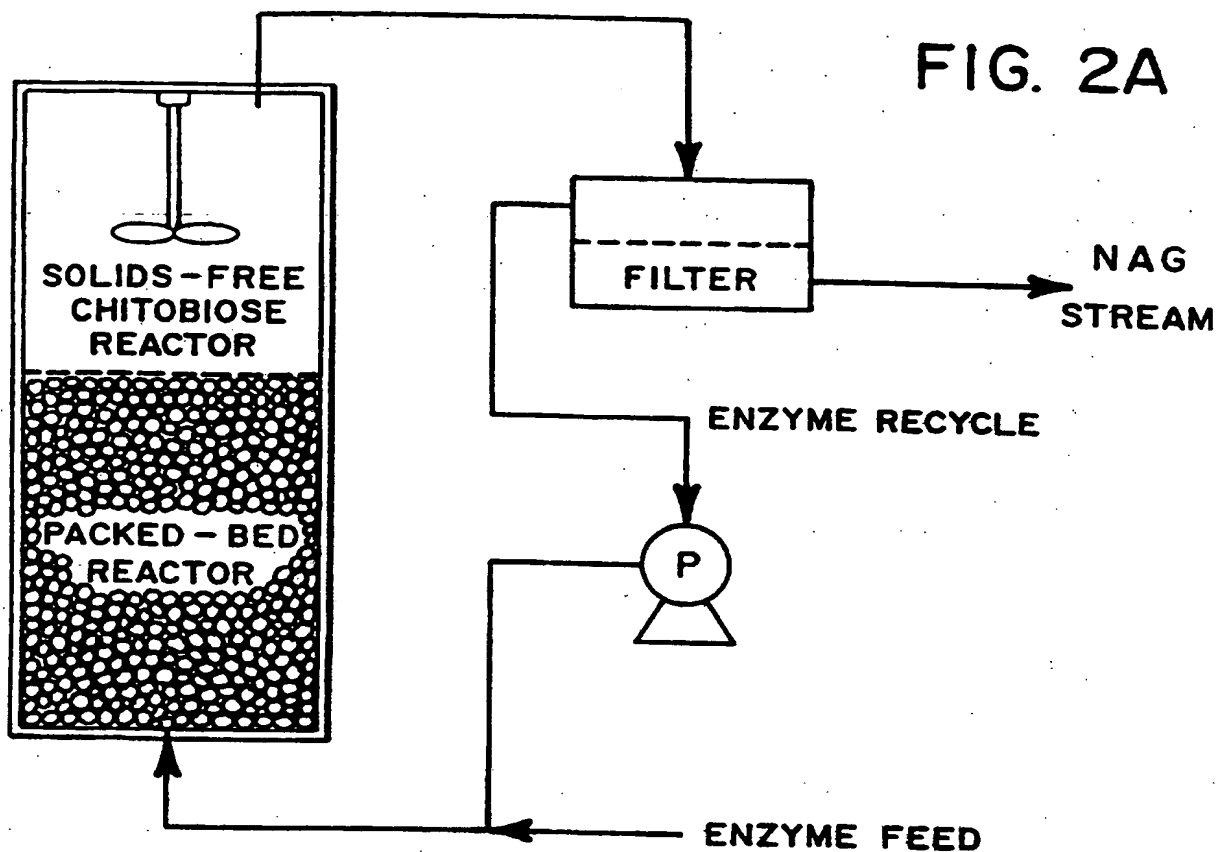 FIG. 2A
SOLIDS-FREE
CHITOBIOSE
REACTOR
FILTER
NAG
STREAM
ENZYME RECYCLE
PACKED-BED
REACTOR
P
ENZYME FEED